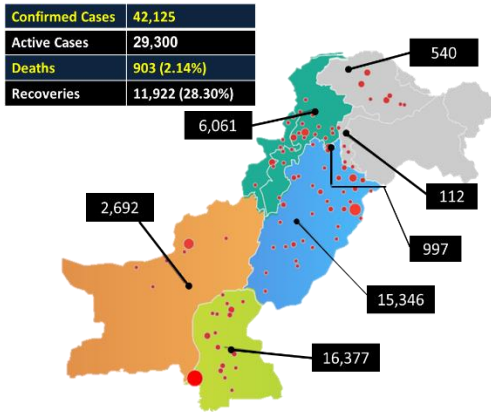 Confirmed Cases 42,125
Active Cases 29,300
Deaths 903 (2.14%)
Recoveries 11,922 (28.30%)
540
6,061
112
2,692
997
15,346
16,377